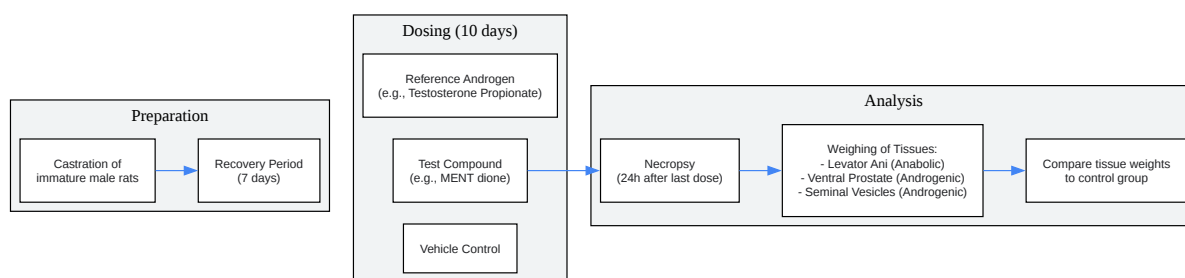 Preparation
Castration of
immature male rats
Recovery Period
(7 days)
Dosing (10 days)
Reference Androgen
(e.g., Testosterone Propionate)
Test Compound
(e.g., MENT dione)
Vehicle Control
Analysis
Necropsy
(24h after last dose)
Weighing of Tissues:
- Levator Ani (Anabolic)
- Ventral Prostate (Androgenic)
- Seminal Vesicles (Androgenic)
Compare tissue weights
to control group